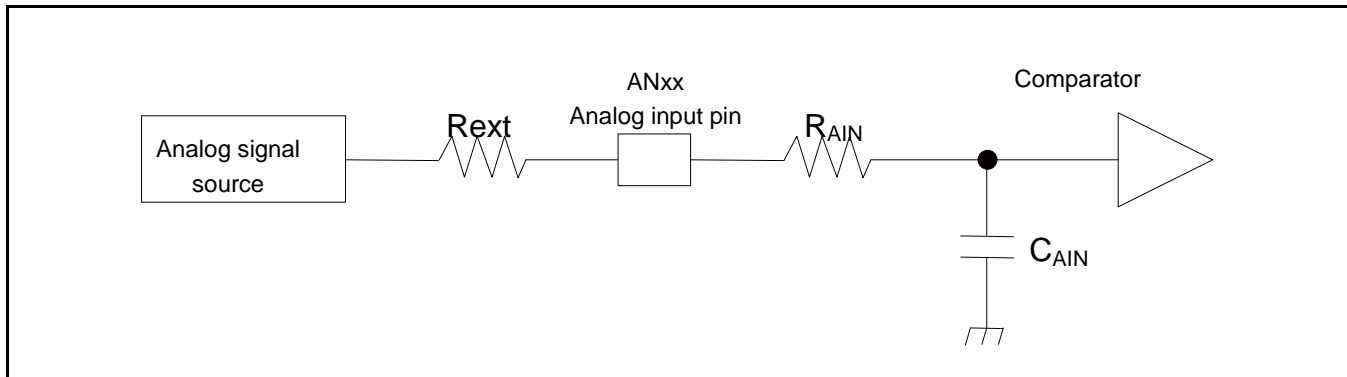 Analog signal
source
Rext
ANxx
Analog input pin
RAIN
Comparator
CAIN